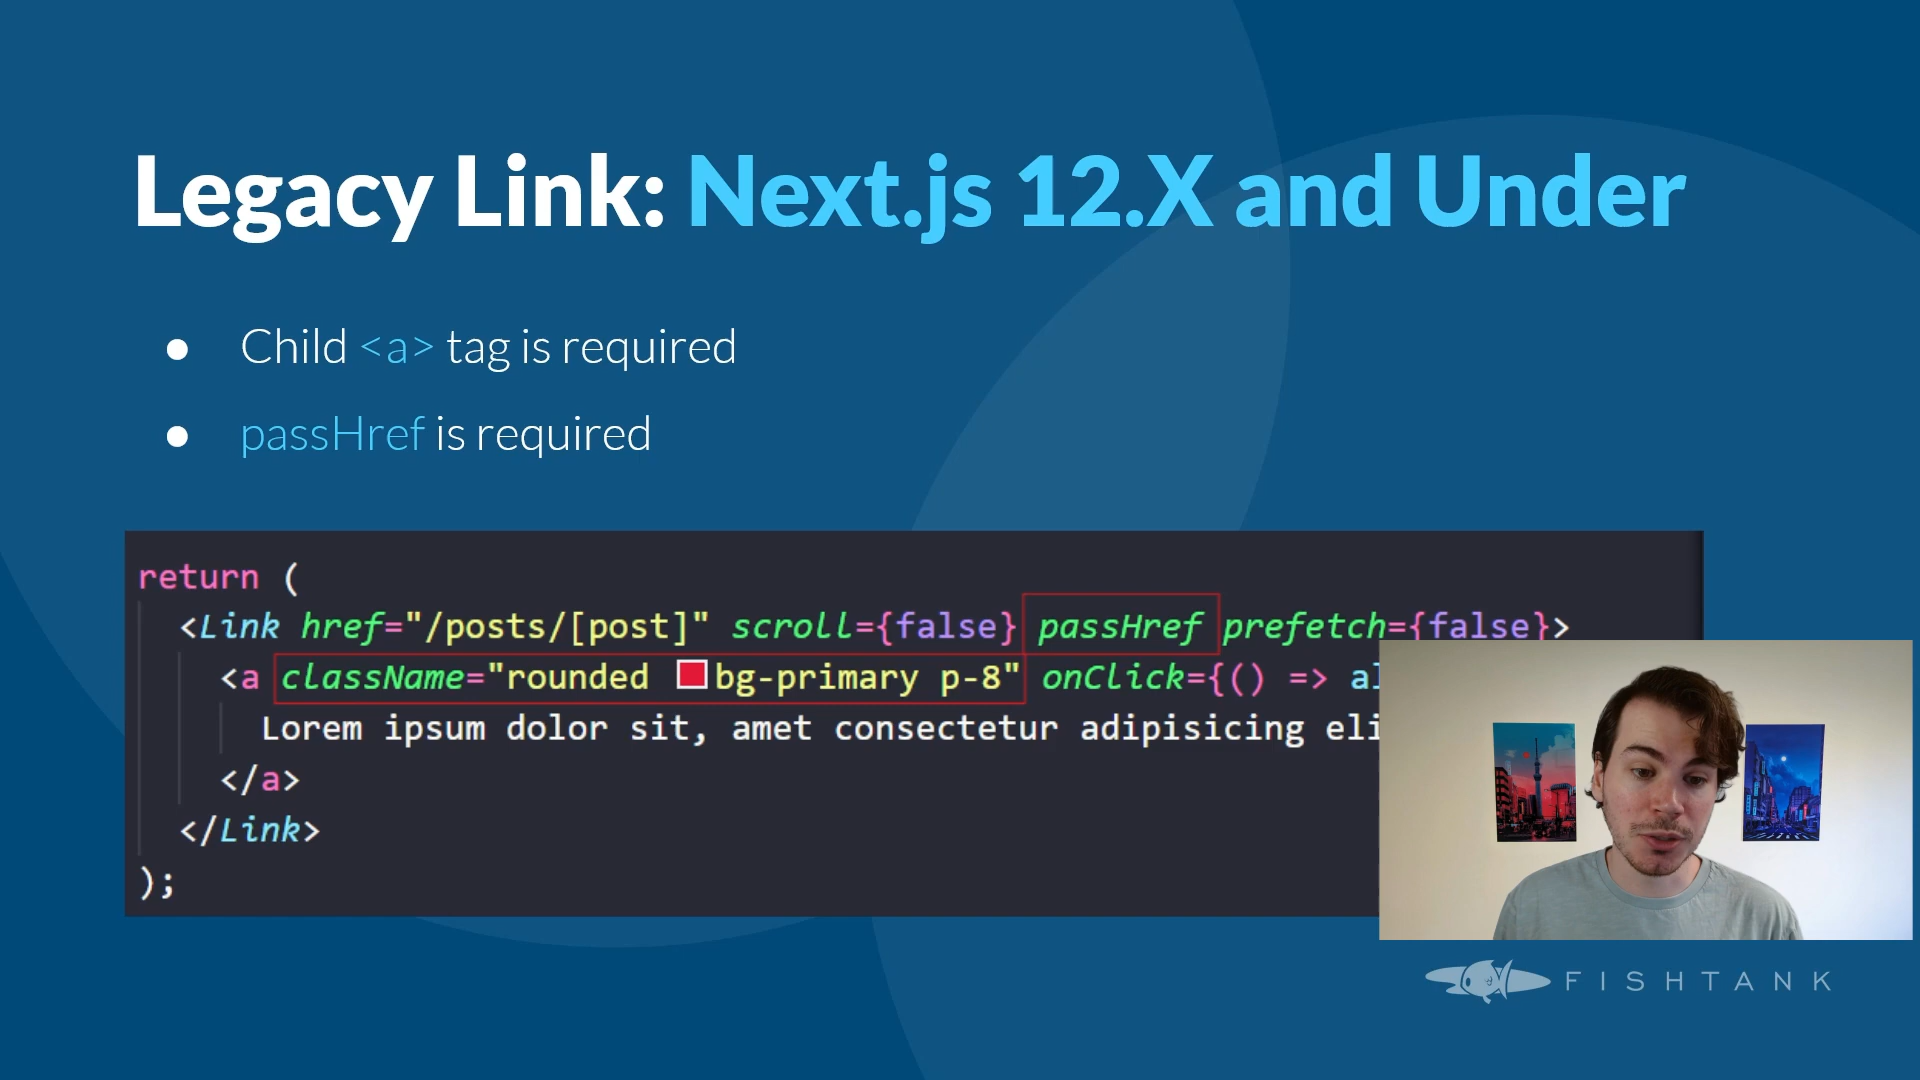 Legacy Link: Next.js 12.X and Under
● Child <a> tag is required
● passHref is required
return (
<Link href="/posts/[post]" scroll={false} passHref prefetch={false}>
<a className="rounded bg-primary p-8" onClick={() =>
Lorem ipsum dolor sit, amet consectetur adipisicing
</a>
</Link>
);
FISHTANK